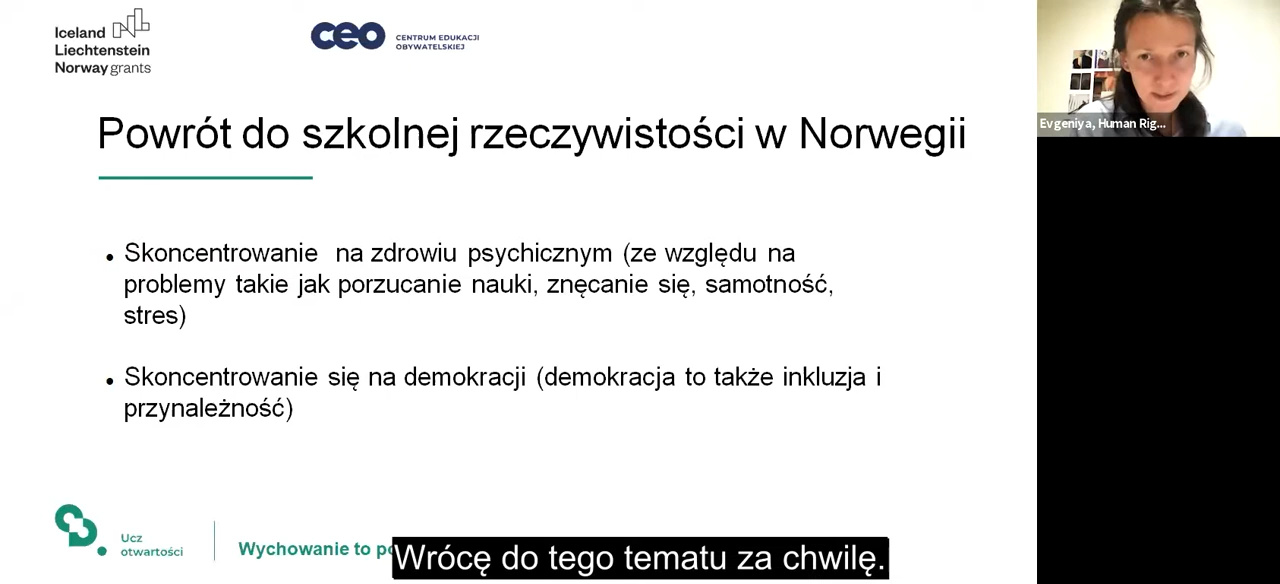 Iceland
Liechtenstein
Norway grants
ceo CENTRUM EDUKACJI
OBYWATELSKIEJ
Evgeniya, Human Rig...
Powrót do szkolnej rzeczywistości w Norwegii
• Skoncentrowanie na zdrowiu psychicznym (ze względu na
problemy takie jak porzucanie nauki, znęcanie się, samotność,
stres)
• Skoncentrowanie się na demokracji (demokracja to także inkluzja i
przynależność)
Ucz
otwartości
Wychowanie to
Wrócę do tego tematu za chwilę.